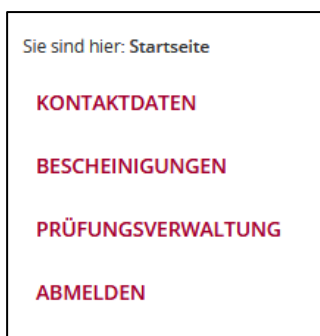 Sie sind hier: Startseite
KONTAKTDATEN
BESCHEINIGUNGEN
PRÜFUNGSVERWALTUNG
ABMELDEN